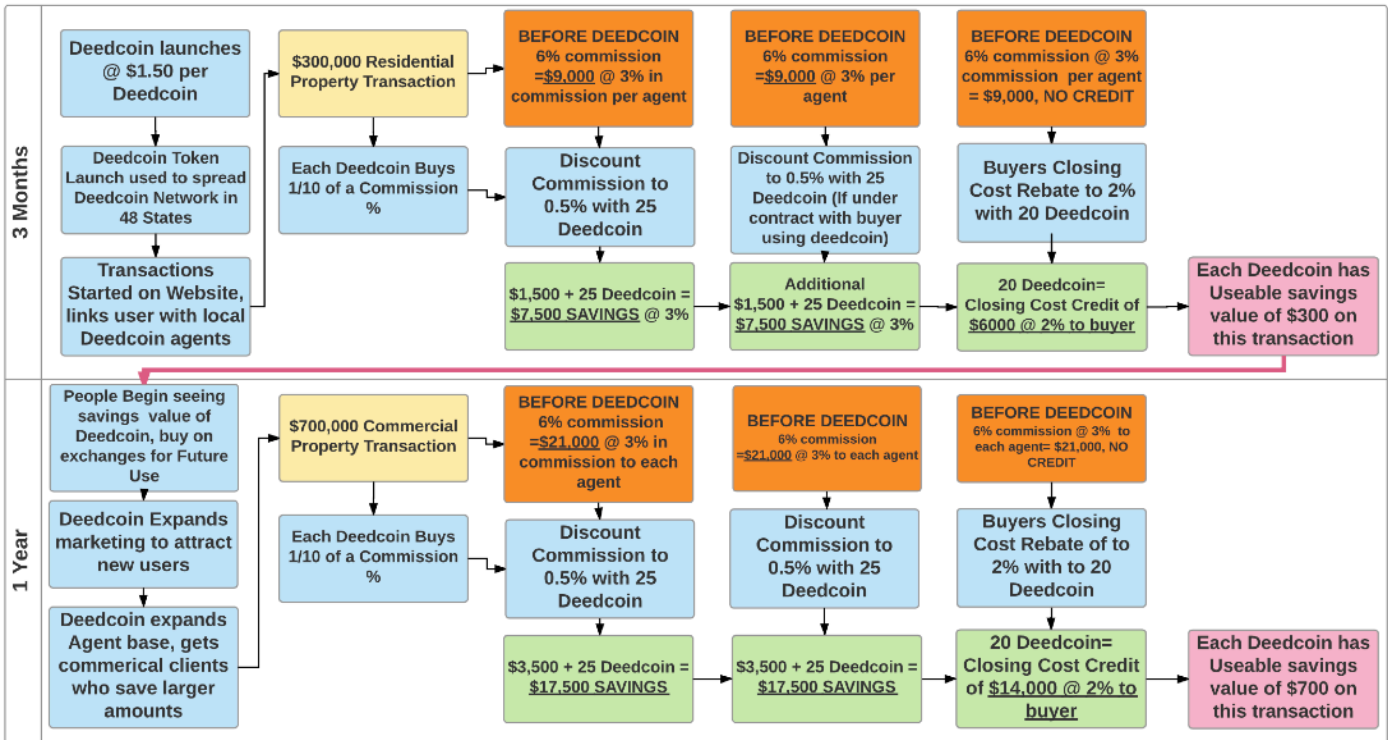 3 Months
Deedcoin launches
@ $1.50 per
Deedcoin
Deedcoin Token
Launch used to spread
Deedcoin Network in
48 States
Transactions
Started on Website,
links user with local
Deedcoin agents
$300,000 Residential
Property Transaction
Each Deedcoin Buys
1/10 of a Commission
%
BEFORE DEEDCOIN
6% commission
=$9,000 @ 3% in
commission per agent
Discount
Commission to
0.5% with 25
Deedcoin
$1,500 + 25 Deedcoin =
$7,500 SAVINGS @ 3%
BEFORE DEEDCOIN
6% commission
=$9,000 @ 3% per
agent
Discount Commission
to 0.5% with 25
Deedcoin (If under
contract with buyer
using deedcoin)
Additional
$1,500 + 25 Deedcoin =
$7,500 SAVINGS @ 3%
BEFORE DEEDCOIN
6% commission @ 3%
commission per agent
= $9,000, NO CREDIT
Buyers Closing
Cost Rebate to 2%
with 20 Deedcoin
20 Deedcoin=
Closing Cost Credit of
$6000 @ 2% to buyer
Each Deedcoin has
Useable savings
value of $300 on
this transaction
1 Year
People Begin seeing
savings value of
Deedcoin, buy on
exchanges for Future
Use
Deedcoin Expands
marketing to attract
new users
Deedcoin expands
Agent base, gets
commerical clients
who save larger
amounts
$700,000 Commercial
Property Transaction
Each Deedcoin Buys
1/10 of a Commission
%
BEFORE DEEDCOIN
6% commission
=$21,000 @ 3% in
commission to each
agent
Discount
Commission to
0.5% with 25
Deedcoin
$3,500 + 25 Deedcoin =
$17,500 SAVINGS
BEFORE DEEDCOIN
6% commission
=$21,000 @ 3% to each agent
Discount
Commission to
0.5% with 25
Deedcoin
$3,500 + 25 Deedcoin =
$17,500 SAVINGS
BEFORE DEEDCOIN
6% commission @ 3% to
each agent= $21,000, NO
CREDIT
Buyers Closing
Cost Rebate of to
2% with to 20
Deedcoin
20 Deedcoin=
Closing Cost Credit
of $14,000 @ 2% to
buyer
Each Deedcoin has
Useable savings
value of $700 on
this transaction